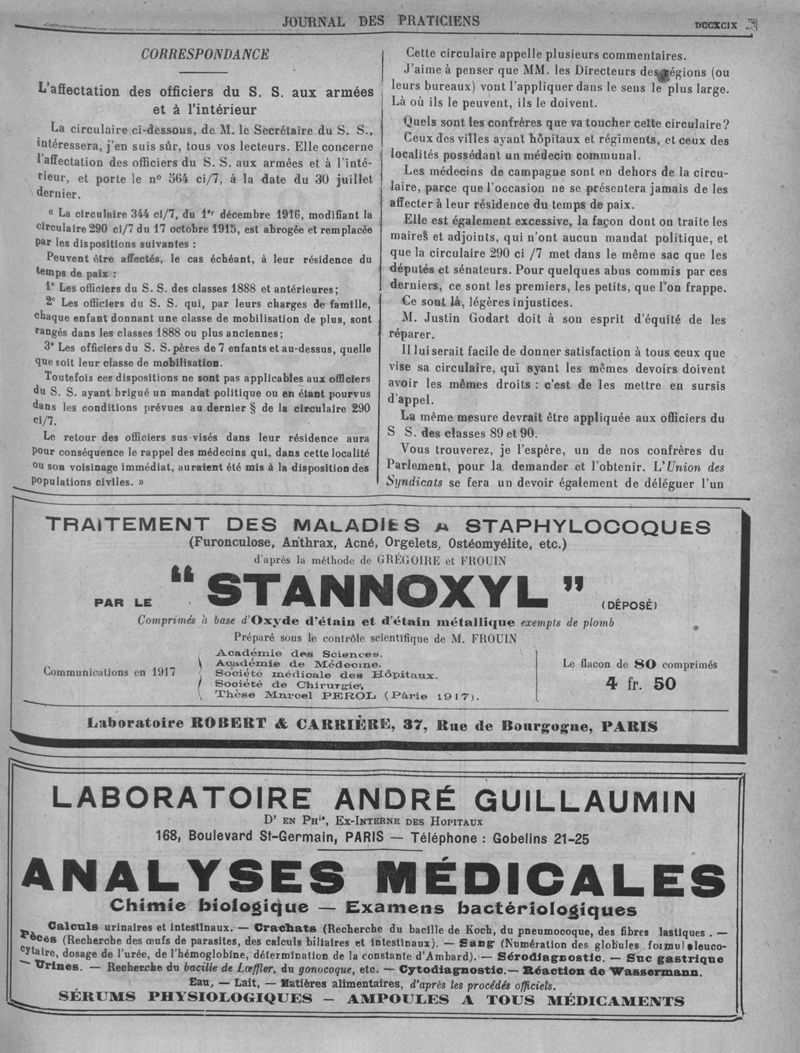 JOURNAL DES PRATICIENS
DCCXCIX
CORRESPONDANCE
L'affectation des officiers du S. S. aux armées
et à l'intérieur
La circulaire ci-dessous, de M. le Secrétaire du S. S.,
intéressera, j'en suis sûr, tous vos lecteurs. Elle concerne
l'affectation des officiers du S. S. aux armées et à l'inté-
rieur, et porte le no 564 ci/7, à la date du 30 juillet
dernier.
« La circulaire 344 ci/7, du 1er décembre 1916, modifiant la
circulaire 290 ci/7 du 17 octobre 1915, est abrogée et remplacée
par les dispositions suivantes :
Peuvent être affectés, le cas échéant, à leur résidence du
temps de paix :
1° Les officiers du S. S. des classes 1888 et antérieures ;
2° Les officiers du S. S. qui, par leurs charges de famille,
chaque enfant donnant une classe de mobilisation de plus, sont
rangés dans les classes 1888 ou plus anciennes ;
3° Les officiers du S. S. pères de 7 enfants et au-dessus, quelle
que soit leur classe de mobilisation.
Toutefois ces dispositions ne sont pas applicables aux officiers
du S. S. ayant brigué un mandat politique ou en étant pourvus
dans les conditions prévues au dernier § de la circulaire 290
ci/7.
Le retour des officiers sus-visés dans leur résidence aura
pour conséquence le rappel des médecins qui, dans cette localité
ou son voisinage immédiat, auraient été mis à la disposition des
populations civiles. »
Cette circulaire appelle plusieurs commentaires.
J'aime à penser que MM. les Directeurs des régions (ou
leurs bureaux) vont l'appliquer dans le sens le plus large.
Là où ils le peuvent, ils le doivent.
Quels sont les confrères que va toucher cette circulaire ?
Ceux des villes ayant hôpitaux et régiments, et ceux des
localités possédant un médecin communal.
Les médecins de campagne sont en dehors de la circu-
laire, parce que l'occasion ne se présentera jamais de les
affecter à leur résidence du temps de paix.
Elle est également excessive, la façon dont on traite les
maires et adjoints, qui n'ont aucun mandat politique, et
que la circulaire 290 ci /7 met dans le même sac que les
députés et sénateurs. Pour quelques abus commis par ces
derniers, ce sont les premiers, les petits, que l'on frappe.
Ce sont là, légères injustices.
M. Justin Godart doit à son esprit d'équité de les
réparer.
Il lui serait facile de donner satisfaction à tous ceux que
vise sa circulaire, qui ayant les mêmes devoirs doivent
avoir les mêmes droits : c'est de les mettre en sursis
d'appel.
La même mesure devrait être appliquée aux officiers du
S S. des classes 89 et 90.
Vous trouverez, je l'espère, un de nos confrères du
Parlement, pour la demander et l'obtenir. L'Union des
Syndicats se fera un devoir également de déléguer l'un
TRAITEMENT DES MALADIES A STAPHYLOCOQUES
(Furonculose, Anthrax, Acné, Orgelets, Ostéomyélite, etc.)
d'après la méthode de GRÉGOIRE et FROUIN
PAR LE “ STANNOXYL ” (DÉPOSÉ)
Comprimés à base d'Oxyde d'étain et d'étain métallique exempts de plomb
Préparé sous le contrôle scientifique de M. FROUIN
Communications en 1917
Académie des Sciences.
Académie de Médecine.
Société médicale des Hôpitaux.
Société de Chirurgie,
Thèse Marcel PEROL (Pârie 1917).
Le flacon de 80 comprimés
4 fr. 50
Laboratoire ROBERT & CARRIÈRE, 37, Rue de Bourgogne, PARIS
LABORATOIRE ANDRÉ GUILLAUMIN
Dr EN Phie, EX-INTERNE DES HOPITAUX
168, Boulevard St-Germain, PARIS — Téléphone : Gobelins 21-25
ANALYSES MÉDICALES
Chimie biologique — Examens bactériologiques
Calculs urinaires et intestinaux. — Crachats (Recherche du bacille de Koch, du pneumocoque, des fibres lastiques. —
Fèces (Recherche des œufs de parasites, des calculs biliaires et intestinaux). — Sang (Numération des globules, formul leuco-
cytaire, dosage de l'urée, de l'hémoglobine, détermination de la constante d'Ambard). — Sérodiagnostic. — Suc gastrique
— Urines. — Recherche du bacille de Lœffler, du gonocoque, etc. — Cytodiagnostic. — Réaction de Wassermann.
Eau, — Lait, — Matières alimentaires, d'après les procédés officiels.
SÉRUMS PHYSIOLOGIQUES — AMPOULES A TOUS MÉDICAMENTS